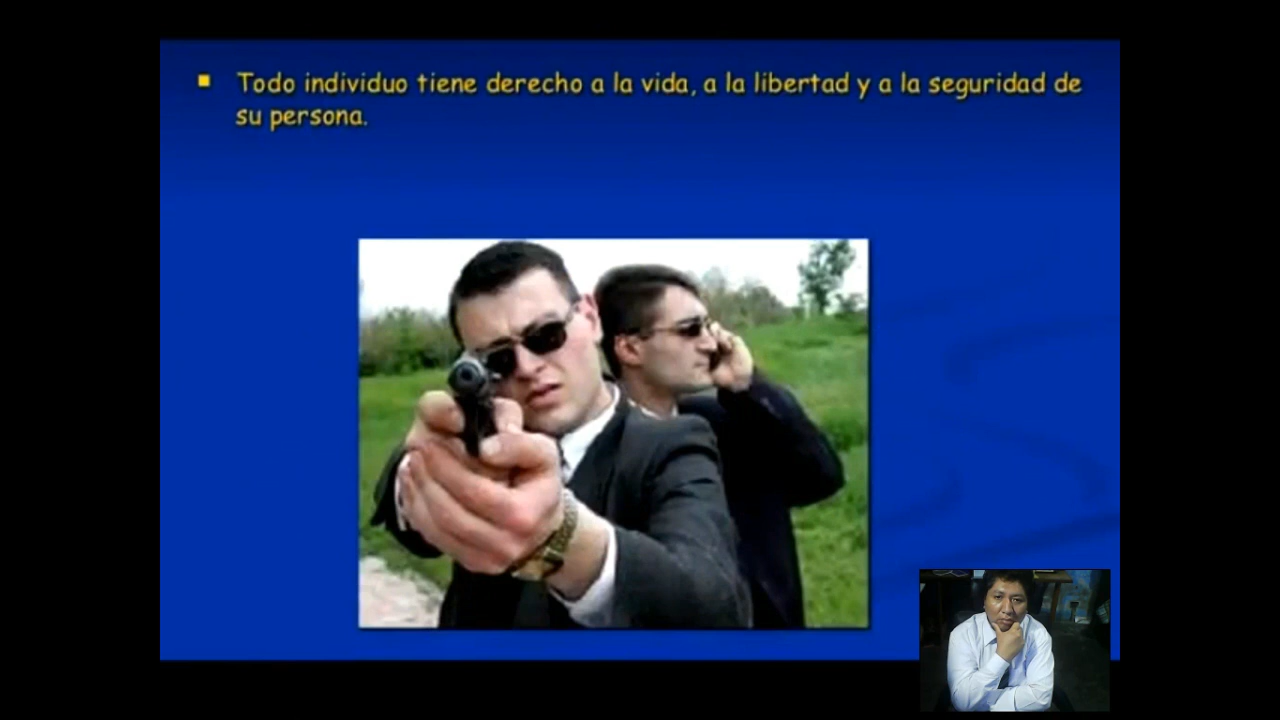 Todo individuo tiene derecho a la vida, a la libertad y a la seguridad de
su persona.